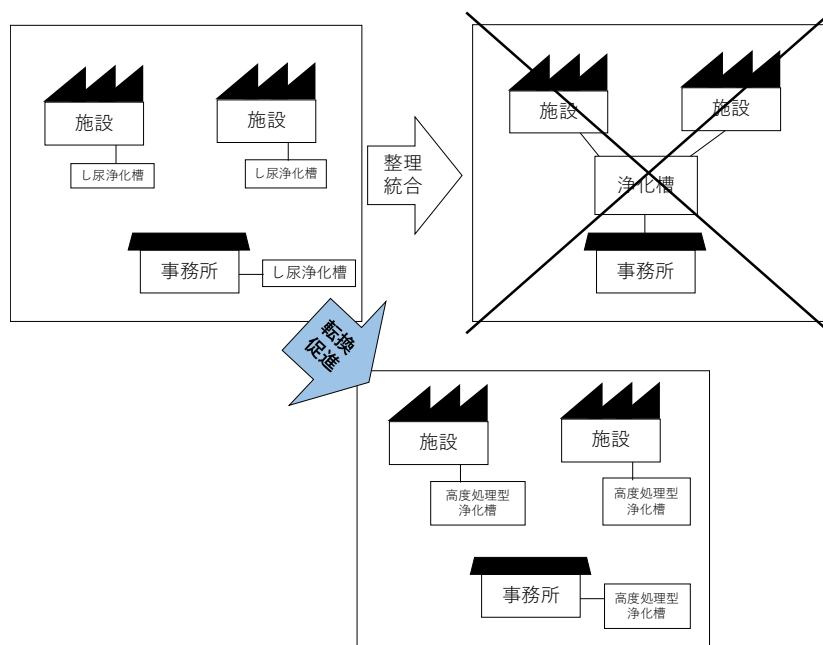 施設
施設
し尿浄化槽
し尿浄化槽
事務所
し尿浄化槽
整理
統合
施設
施設
浄化槽
事務所
転換
促進
施設
施設
高度処理型
浄化槽
高度処理型
浄化槽
事務所
高度処理型
浄化槽